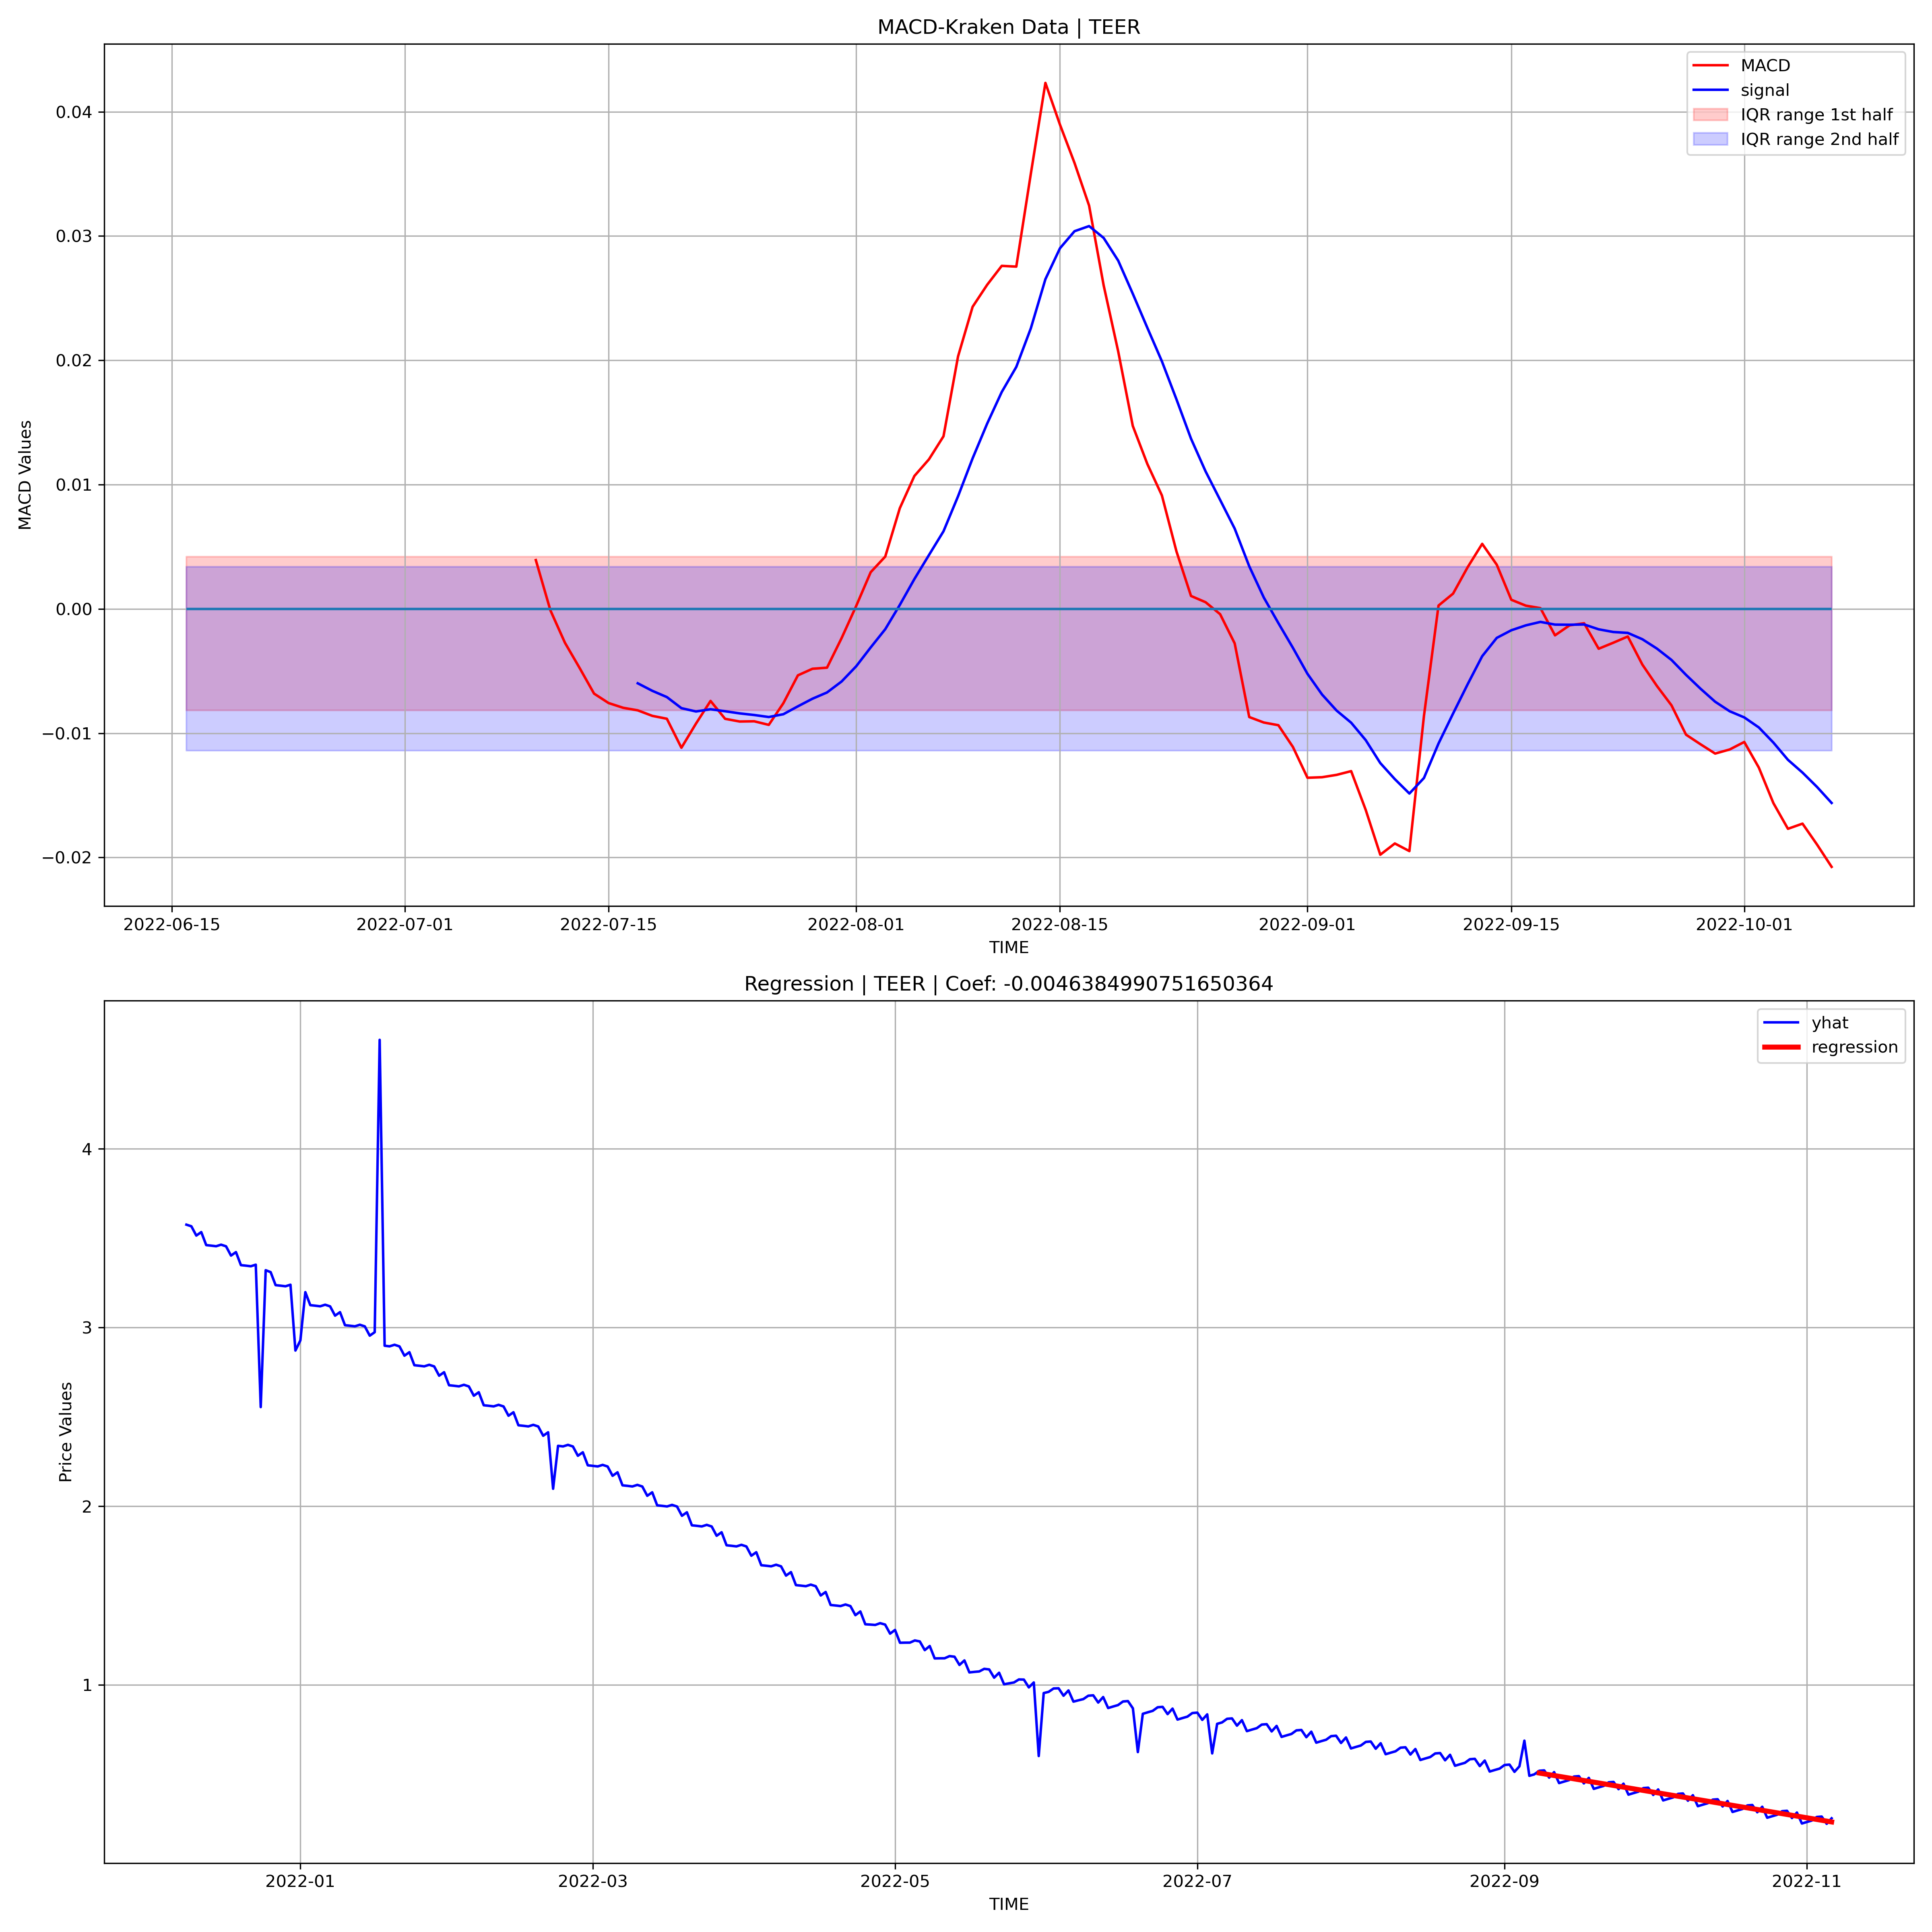 MACD-Kraken Data | TEER
MACD
signal
IQR range 1st half
IQR range 2nd half
MACD Values
0.04
0.03
0.02
0.01
0.00
−0.01
−0.02
2022-06-15 2022-07-01 2022-07-15 2022-08-01 2022-08-15 2022-09-01 2022-09-15 2022-10-01
TIME
Regression | TEER | Coef: -0.0046384990751650364
yhat
regression
Price Values
4
3
2
1
2022-01 2022-03 2022-05 2022-07 2022-09 2022-11
TIME